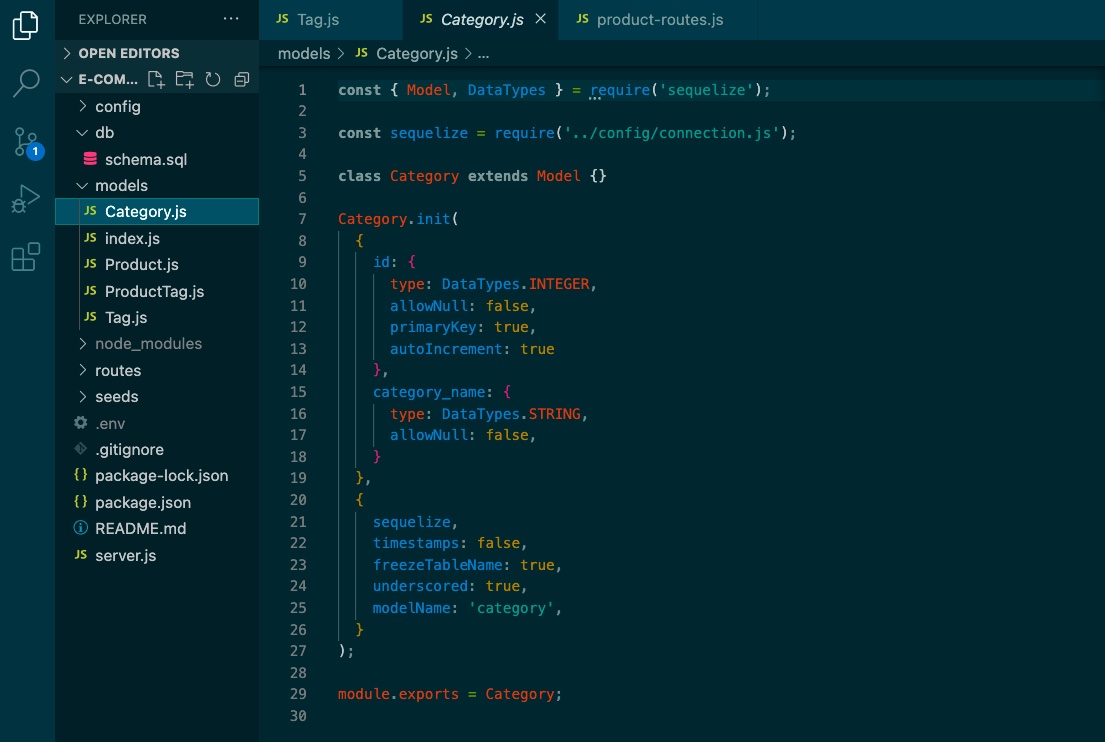 EXPLORER ...
OPEN EDITORS
E-COM...
config
db
schema.sql
models
JS Category.js
JS index.js
JS Product.js
JS ProductTag.js
JS Tag.js
node_modules
routes
seeds
.env
.gitignore
{} package-lock.json
{} package.json
README.md
JS server.js
1
JS Tag.js JS Category.js JS product-routes.js
models > JS Category.js > ...
1 const { Model, DataTypes } = require('sequelize');
2
3 const sequelize = require('../config/connection.js');
4
5 class Category extends Model {}
6
7 Category.init(
8 {
9 id: {
10 type: DataTypes.INTEGER,
11 allowNull: false,
12 primaryKey: true,
13 autoIncrement: true
14 },
15 category_name: {
16 type: DataTypes.STRING,
17 allowNull: false,
18 }
19 },
20 {
21 sequelize,
22 timestamps: false,
23 freezeTableName: true,
24 underscored: true,
25 modelName: 'category',
26 }
27 );
28
29 module.exports = Category;
30